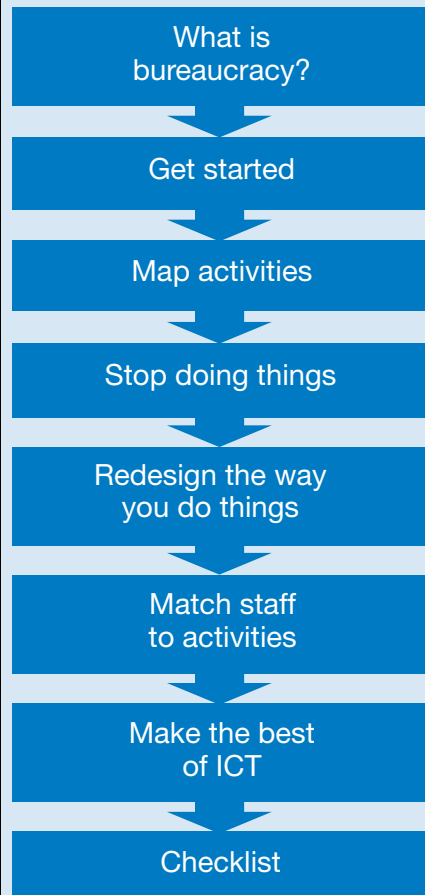 What is
bureaucracy?
Get started
Map activities
Stop doing things
Redesign the way
you do things
Match staff
to activities
Make the best
of ICT
Checklist